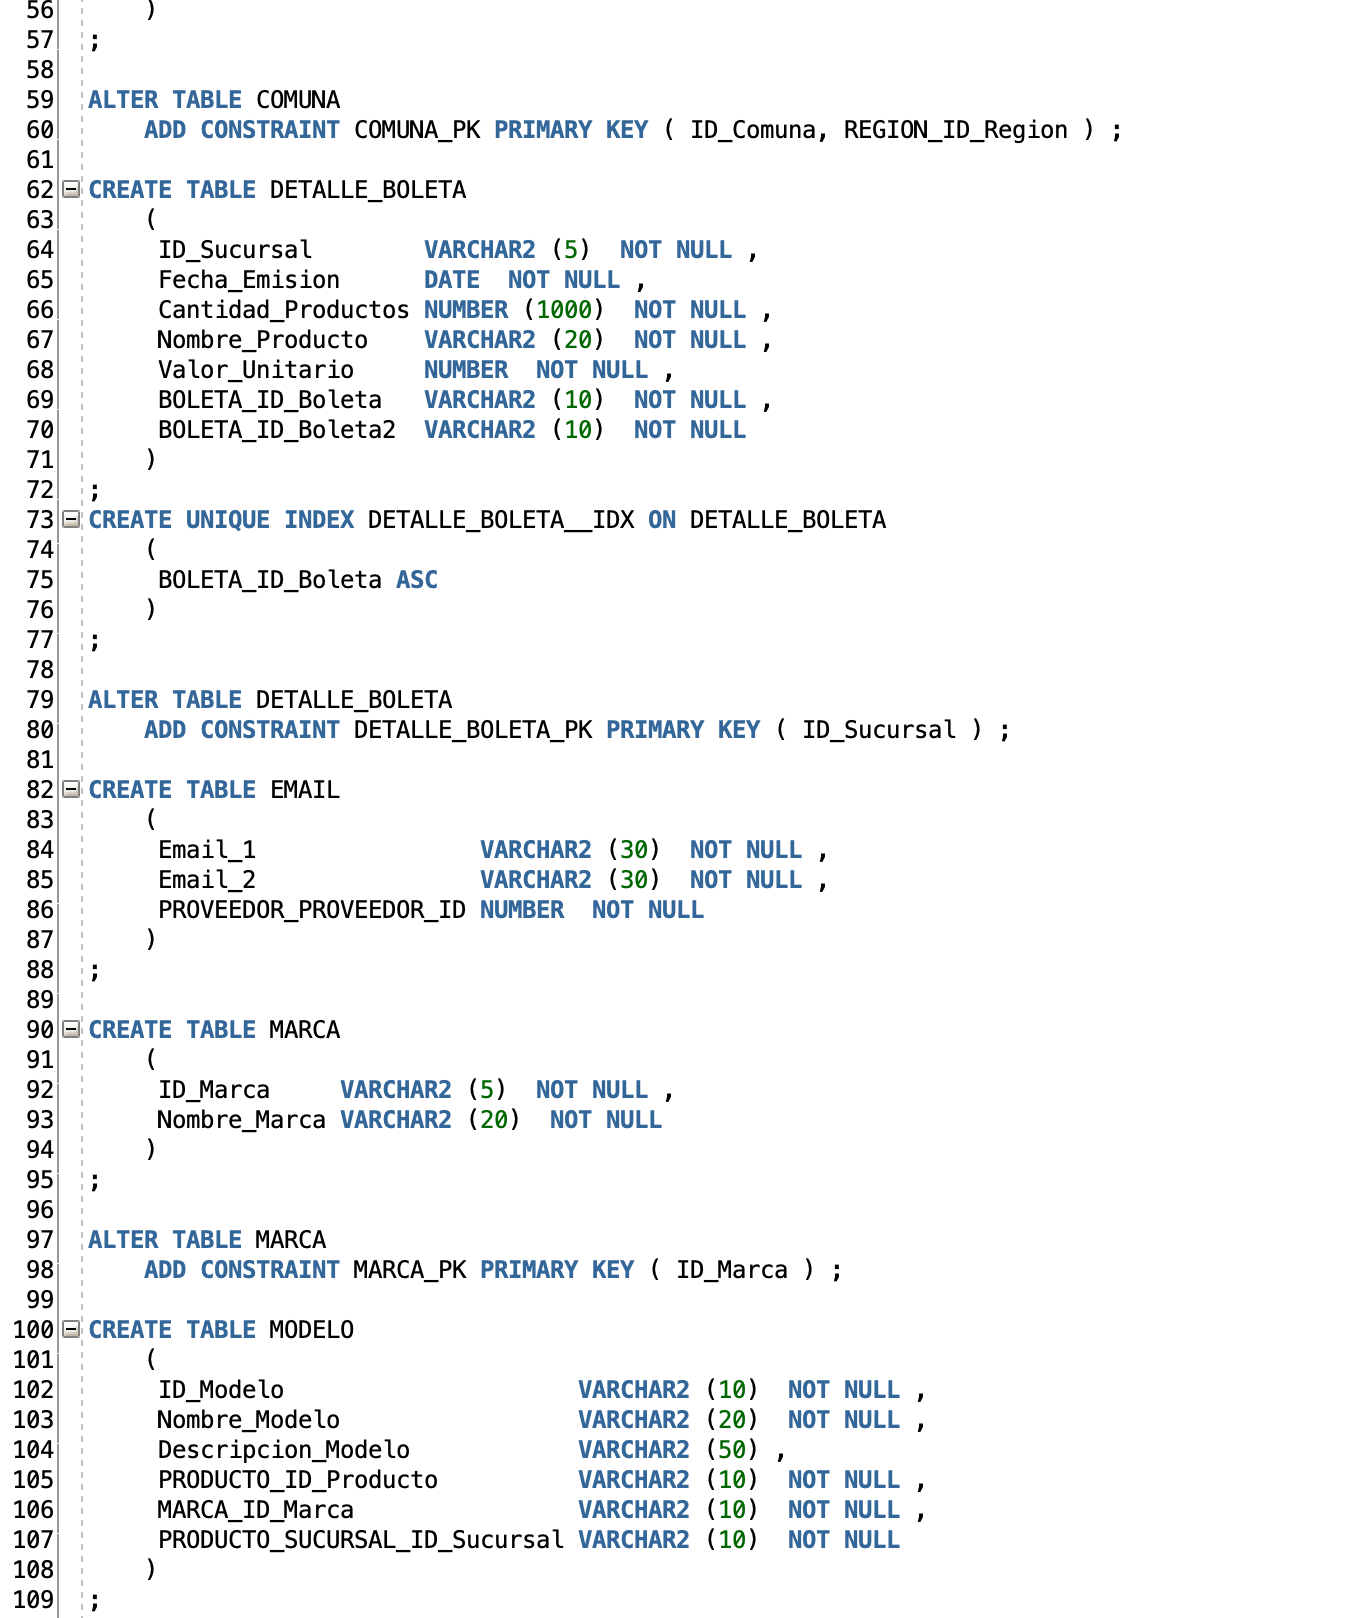 56         )
57     ;
58
59     ALTER TABLE COMUNA
60         ADD CONSTRAINT COMUNA_PK PRIMARY KEY ( ID_Comuna, REGION_ID_Region ) ;
61
62     CREATE TABLE DETALLE_BOLETA
63         (
64          ID_Sucursal        VARCHAR2 (5)  NOT NULL ,
65          Fecha_Emision      DATE  NOT NULL ,
66          Cantidad_Productos NUMBER (1000)  NOT NULL ,
67          Nombre_Producto    VARCHAR2 (20)  NOT NULL ,
68          Valor_Unitario     NUMBER  NOT NULL ,
69          BOLETA_ID_Boleta   VARCHAR2 (10)  NOT NULL ,
70          BOLETA_ID_Boleta2  VARCHAR2 (10)  NOT NULL
71         )
72     ;
73     CREATE UNIQUE INDEX DETALLE_BOLETA__IDX ON DETALLE_BOLETA
74         (
75          BOLETA_ID_Boleta ASC
76         )
77     ;
78
79     ALTER TABLE DETALLE_BOLETA
80         ADD CONSTRAINT DETALLE_BOLETA_PK PRIMARY KEY ( ID_Sucursal ) ;
81
82     CREATE TABLE EMAIL
83         (
84          Email_1                VARCHAR2 (30)  NOT NULL ,
85          Email_2                VARCHAR2 (30)  NOT NULL ,
86          PROVEEDOR_PROVEEDOR_ID NUMBER  NOT NULL
87         )
88     ;
89
90     CREATE TABLE MARCA
91         (
92          ID_Marca     VARCHAR2 (5)  NOT NULL ,
93          Nombre_Marca VARCHAR2 (20)  NOT NULL
94         )
95     ;
96
97     ALTER TABLE MARCA
98         ADD CONSTRAINT MARCA_PK PRIMARY KEY ( ID_Marca ) ;
99
100    CREATE TABLE MODELO
101        (
102         ID_Modelo                     VARCHAR2 (10)  NOT NULL ,
103         Nombre_Modelo                 VARCHAR2 (20)  NOT NULL ,
104         Descripcion_Modelo            VARCHAR2 (50) ,
105         PRODUCTO_ID_Producto          VARCHAR2 (10)  NOT NULL ,
106         MARCA_ID_Marca                VARCHAR2 (10)  NOT NULL ,
107         PRODUCTO_SUCURSAL_ID_Sucursal VARCHAR2 (10)  NOT NULL
108        )
109    ;